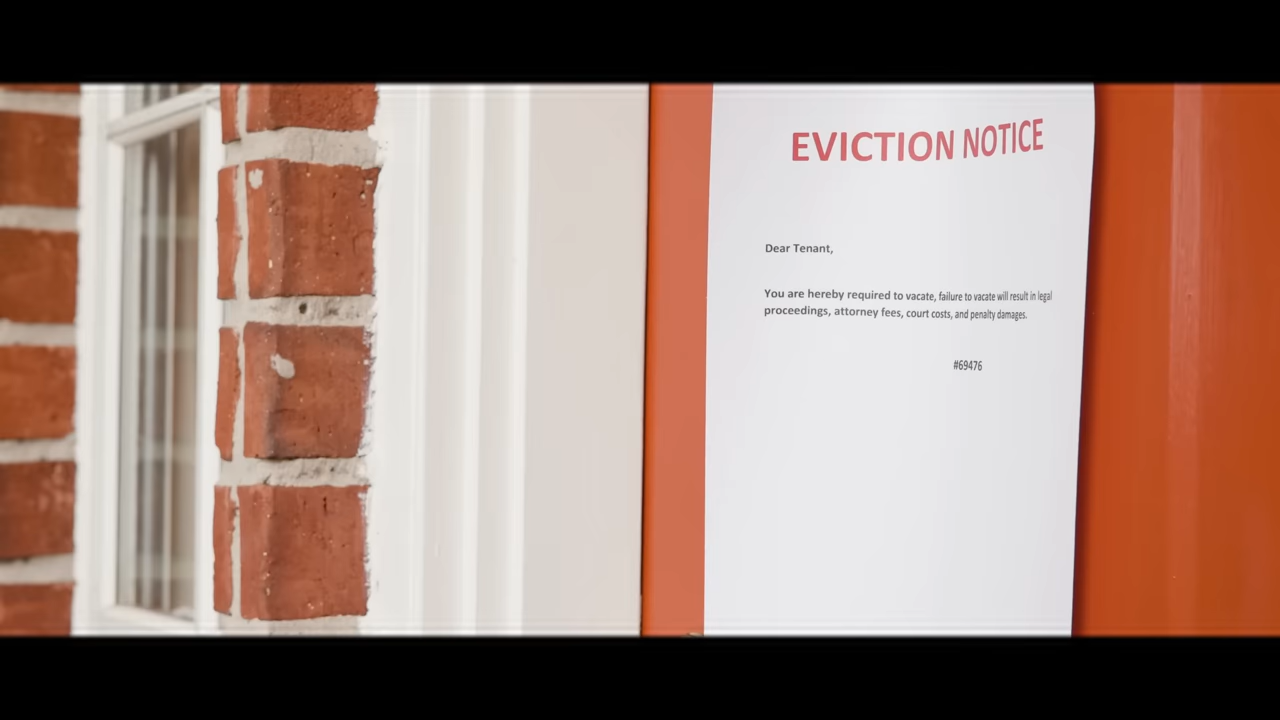 EVICTION NOTICE
Dear Tenant,
You are hereby required to vacate, failure to vacate will result in legal
proceedings, attorney fees, court costs, and penalty damages.
#69476